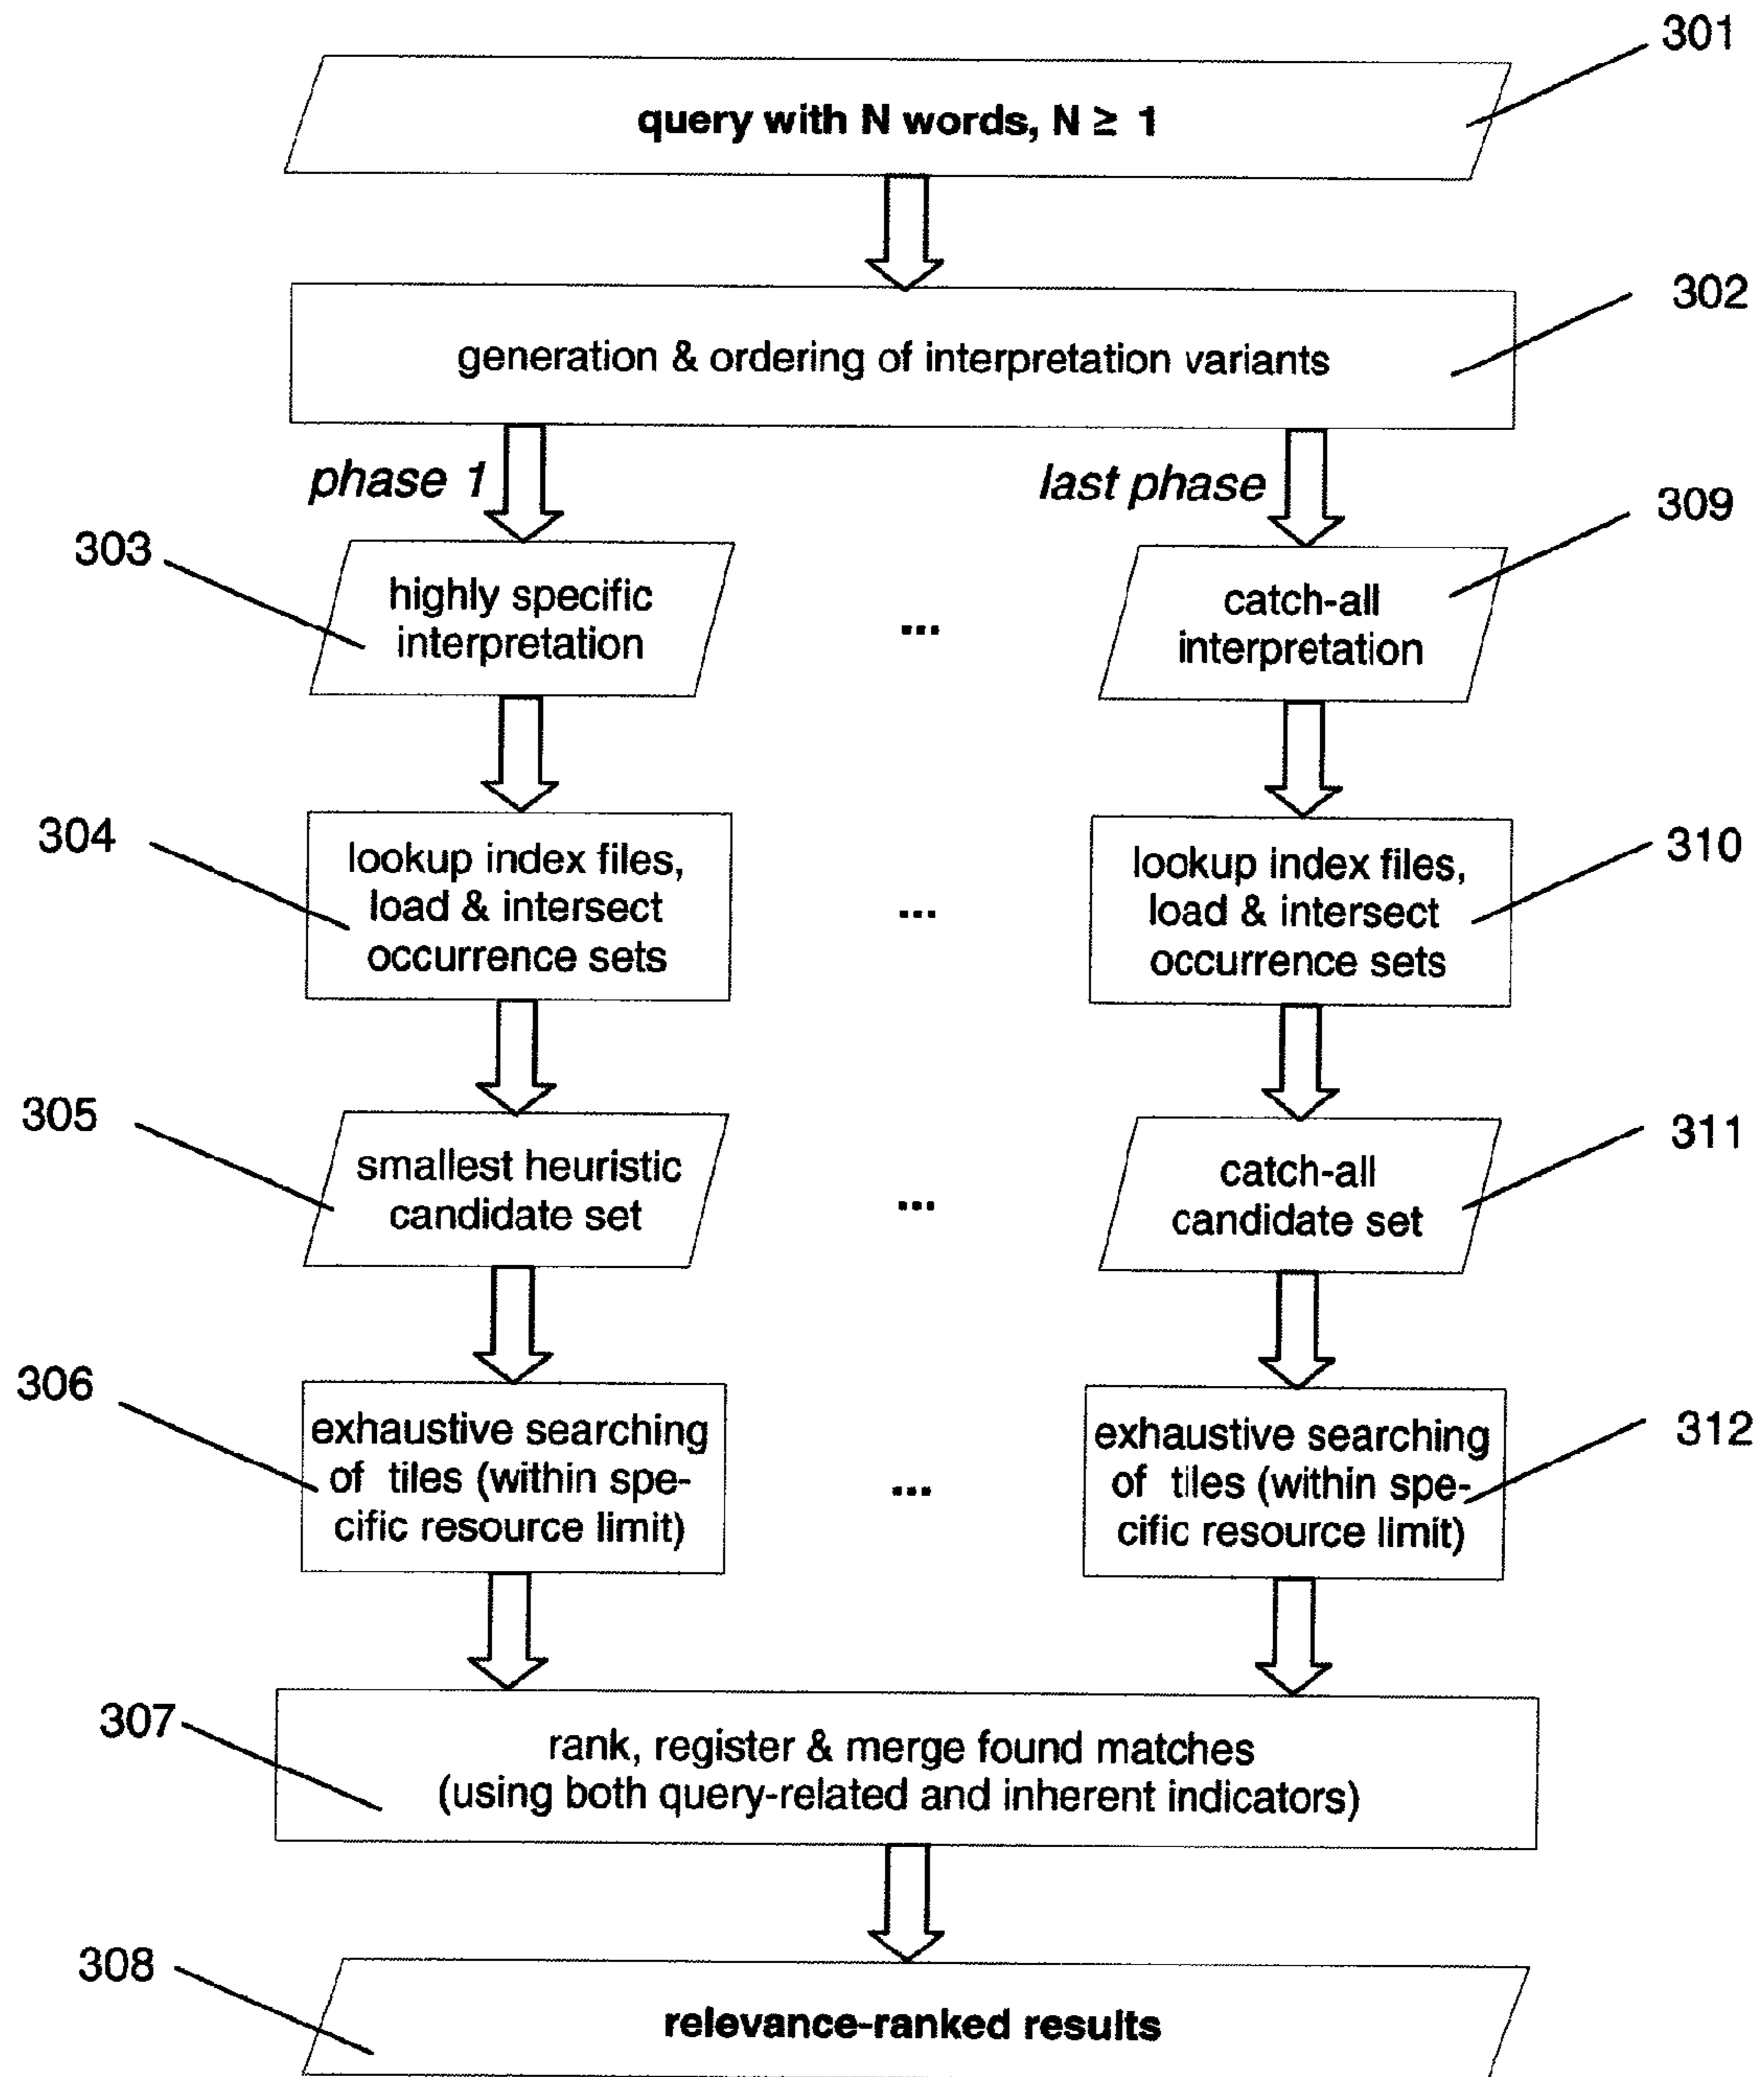 301
query with N words, N ≥ 1
302
generation & ordering of interpretation variants
phase 1
last phase
309
303
highly specific
interpretation
...
catch-all
interpretation
304
lookup index files,
load & intersect
occurrence sets
...
310
lookup index files,
load & intersect
occurrence sets
305
smallest heuristic
candidate set
...
311
catch-all
candidate set
306
exhaustive searching
of tiles (within spe-
cific resource limit)
...
312
exhaustive searching
of tiles (within spe-
cific resource limit)
307
rank, register & merge found matches
(using both query-related and inherent indicators)
308
relevance-ranked results